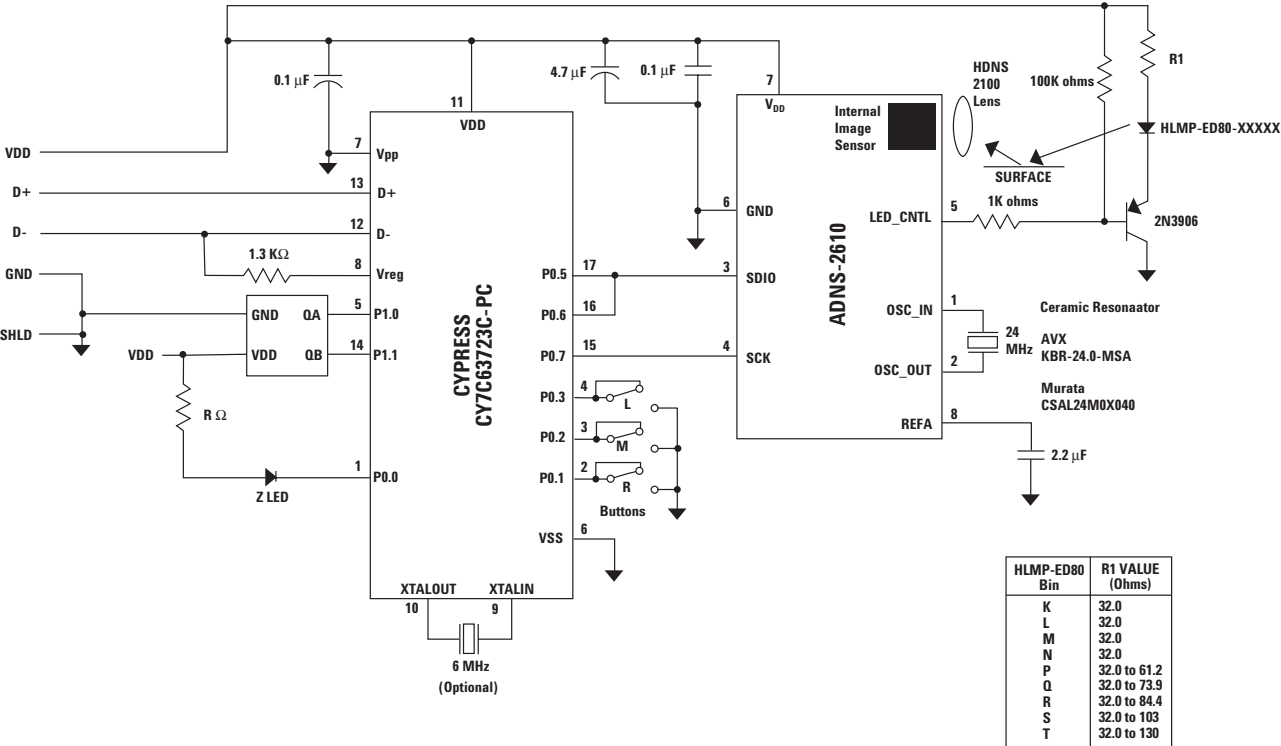 0.1 µF
4.7 µF
0.1 µF
7
V_DD
HDNS
2100
Lens
100K ohms
R1
11
VDD
Internal
Image
Sensor
HLMP-ED80-XXXXX
VDD
7
Vpp
SURFACE
D+
13
D+
6
GND
LED_CNTL
5
1K ohms
2N3906
D-
12
D-
1.3 KΩ
GND
8
Vreg
P0.5
17
3
SDIO
ADNS-2610
GND
QA
5
P1.0
P0.6
16
OSC_IN
1
Ceramic Resonaator
SHLD
VDD
VDD
QB
14
P1.1
CYPRESS
CY7C63723C-PC
P0.7
15
4
SCK
24
MHz
AVX
KBR-24.0-MSA
OSC_OUT
2
R Ω
P0.3
4
L
Murata
CSAL24M0X040
P0.2
3
M
REFA
8
1
P0.0
Z LED
P0.1
2
R
2.2 µF
Buttons
VSS
6
XTALOUT
XTALIN
10
9
6 MHz
(Optional)
HLMP-ED80
Bin
R1 VALUE
(Ohms)
K 32.0
L 32.0
M 32.0
N 32.0
P 32.0 to 61.2
Q 32.0 to 73.9
R 32.0 to 84.4
S 32.0 to 103
T 32.0 to 130